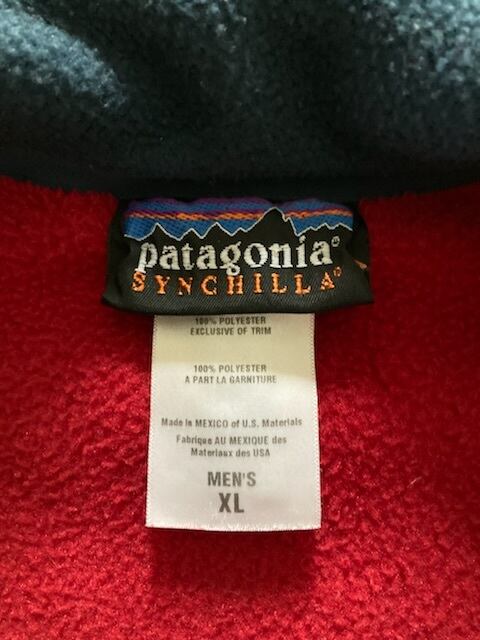 patagonia®
SYNCHILLA®
100% POLYESTER
EXCLUSIVE OF TRIM
100% POLYESTER
A PART LA GARNITURE
Made in MEXICO of U.S. Materials
Fabrique AU MEXIQUE des
Materiaux des USA
MEN'S
XL